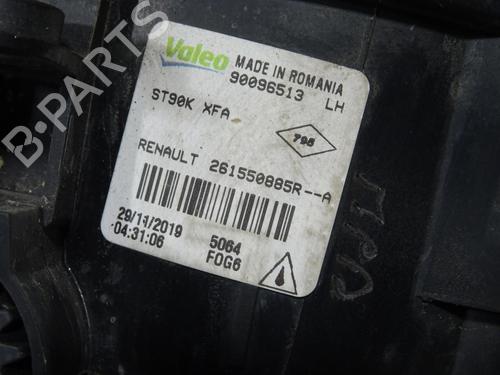 Valeo
MADE IN ROMANIA
90096513 LH
ST90K XFA
795
RENAULT 261550885R--A
29/11/2019
04:31:06
5064
FOG6
B-PARTS